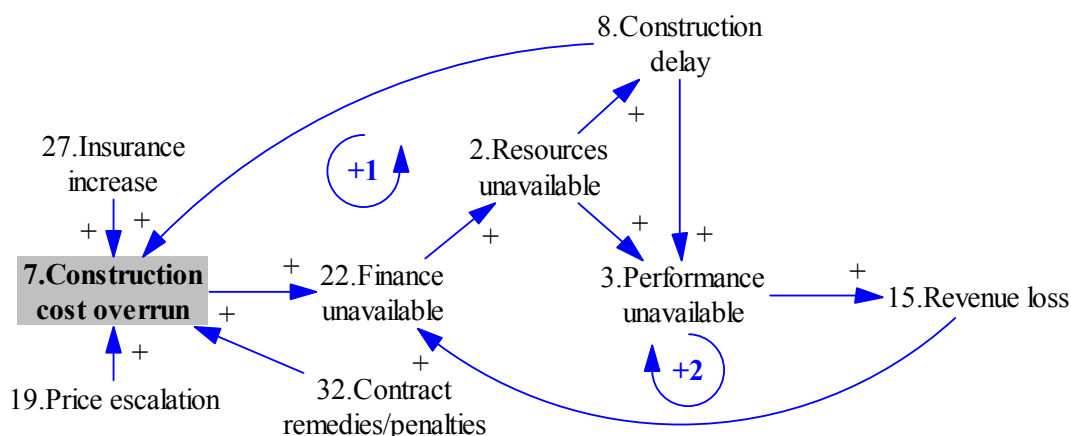 8.Construction
delay
+
27.Insurance
increase
+1
2.Resources
unavailable
+
+
+
+
+
+
7.Construction
cost overrun
+
22.Finance
unavailable
3.Performance
unavailable
+
15.Revenue loss
+
+
+
+2
19.Price escalation
32.Contract
remedies/penalties